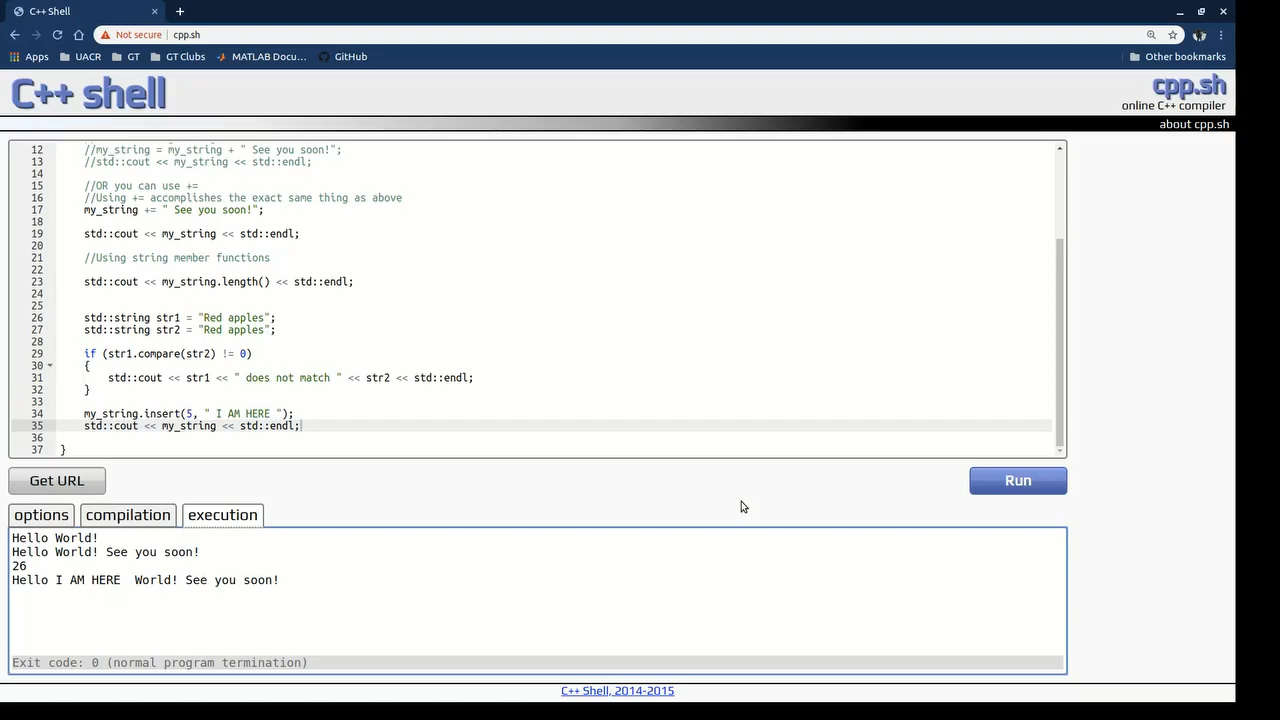 C++ Shell
Not secure | cpp.sh
Apps UACR GT GT Clubs MATLAB Docu... GitHub Other bookmarks
C++ shell
cpp.sh
online C++ compiler
about cpp.sh
12 //my_string = my_string + " See you soon!";
13 //std::cout << my_string << std::endl;
14
15 //OR you can use +=
16 //Using += accomplishes the exact same thing as above
17 my_string += " See you soon!";
18
19 std::cout << my_string << std::endl;
20
21 //Using string member functions
22
23 std::cout << my_string.length() << std::endl;
24
25
26 std::string str1 = "Red apples";
27 std::string str2 = "Red apples";
28
29 if (str1.compare(str2) != 0)
30 {
31 std::cout << str1 << " does not match " << str2 << std::endl;
32 }
33
34 my_string.insert(5, " I AM HERE ");
35 std::cout << my_string << std::endl;
36
37 }
Get URL Run
options compilation execution
Hello World!
Hello World! See you soon!
26
Hello I AM HERE  World! See you soon!
Exit code: 0 (normal program termination)
C++ Shell, 2014-2015